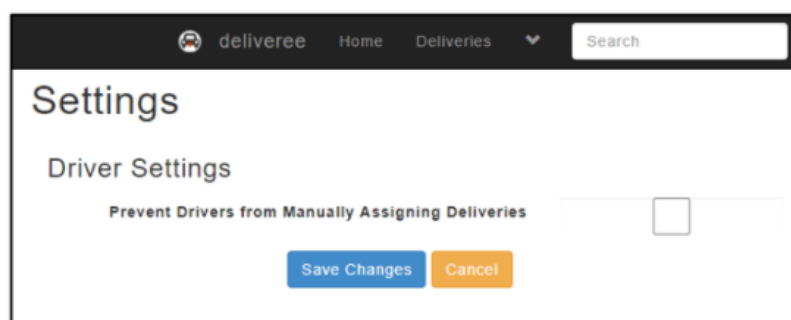 deliveree Home Deliveries Search
Settings
Driver Settings
Prevent Drivers from Manually Assigning Deliveries
Save Changes Cancel